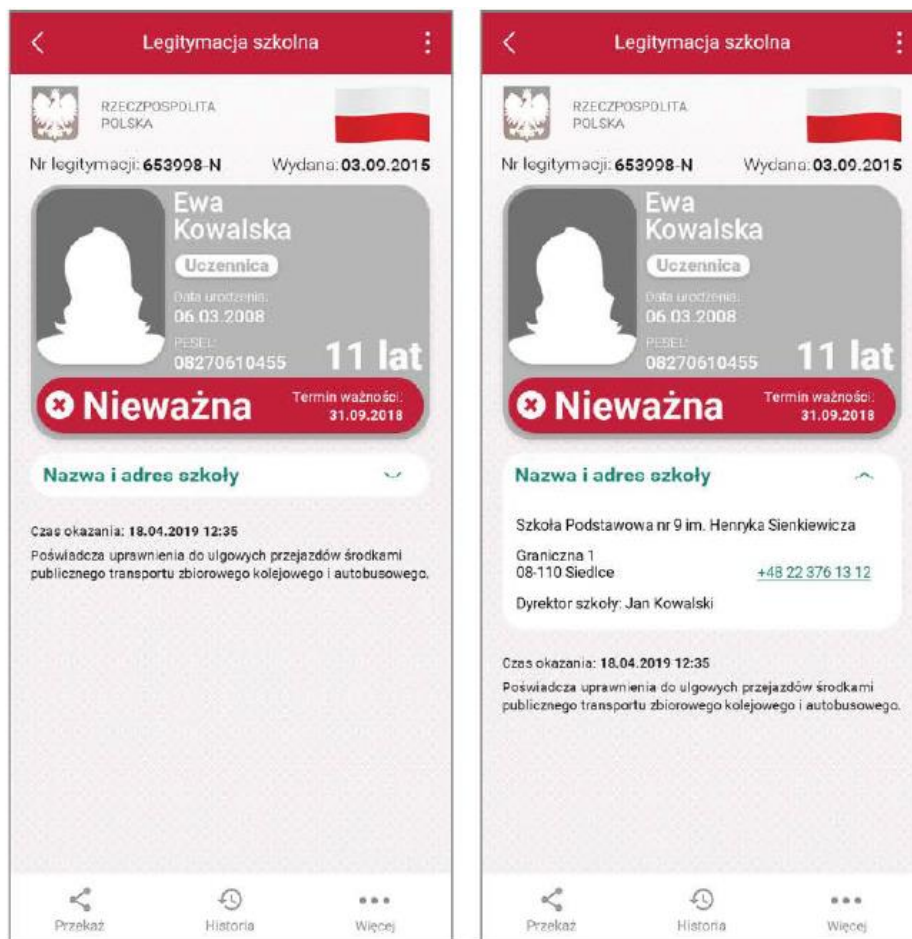 Legitymacja szkolna
RZECZPOSPOLITA
POLSKA
Nr legitymacji: 653998-N Wydana: 03.09.2015
Ewa
Kowalska
Uczennica
Data urodzenia:
06.03.2008
PESEL:
08270610455
11 lat
Nieważna
Termin ważności:
31.09.2018
Nazwa i adres szkoły
Czas okazania: 18.04.2019 12:35
Poświadcza uprawnienia do ulgowych przejazdów środkami
publicznego transportu zbiorowego kolejowego i autobusowego.
Przekaż Historia Więcej
Legitymacja szkolna
RZECZPOSPOLITA
POLSKA
Nr legitymacji: 653998-N Wydana: 03.09.2015
Ewa
Kowalska
Uczennica
Data urodzenia:
06.03.2008
PESEL:
08270610455
11 lat
Nieważna
Termin ważności:
31.09.2018
Nazwa i adres szkoły
Szkoła Podstawowa nr 9 im. Henryka Sienkiewicza
Graniczna 1
08-110 Siedlce +48 22 376 13 12
Dyrektor szkoły: Jan Kowalski
Czas okazania: 18.04.2019 12:35
Poświadcza uprawnienia do ulgowych przejazdów środkami
publicznego transportu zbiorowego kolejowego i autobusowego.
Przekaż Historia Więcej